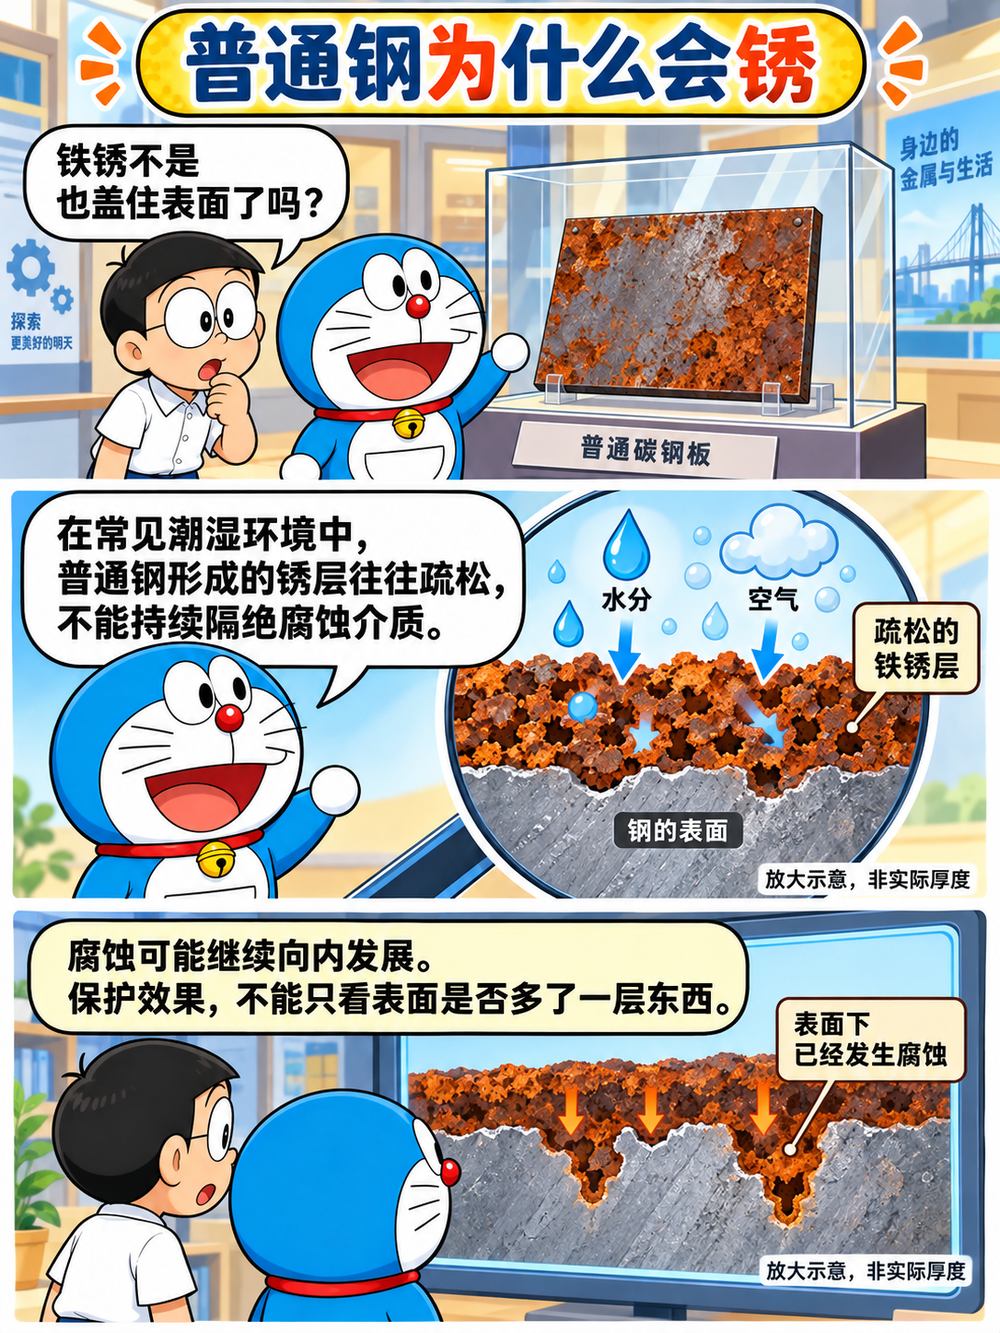 普通钢为什么会锈
铁锈不是
也盖住表面了吗？
身边的
金属与生活
探索
更美好的明天
普通碳钢板
在常见潮湿环境中，
普通钢形成的锈层往往疏松，
不能持续隔绝腐蚀介质。
水分
空气
疏松的
铁锈层
钢的表面
放大示意，非实际厚度
腐蚀可能继续向内发展。
保护效果，不能只看表面是否多了一层东西。
表面下
已经发生腐蚀
放大示意，非实际厚度